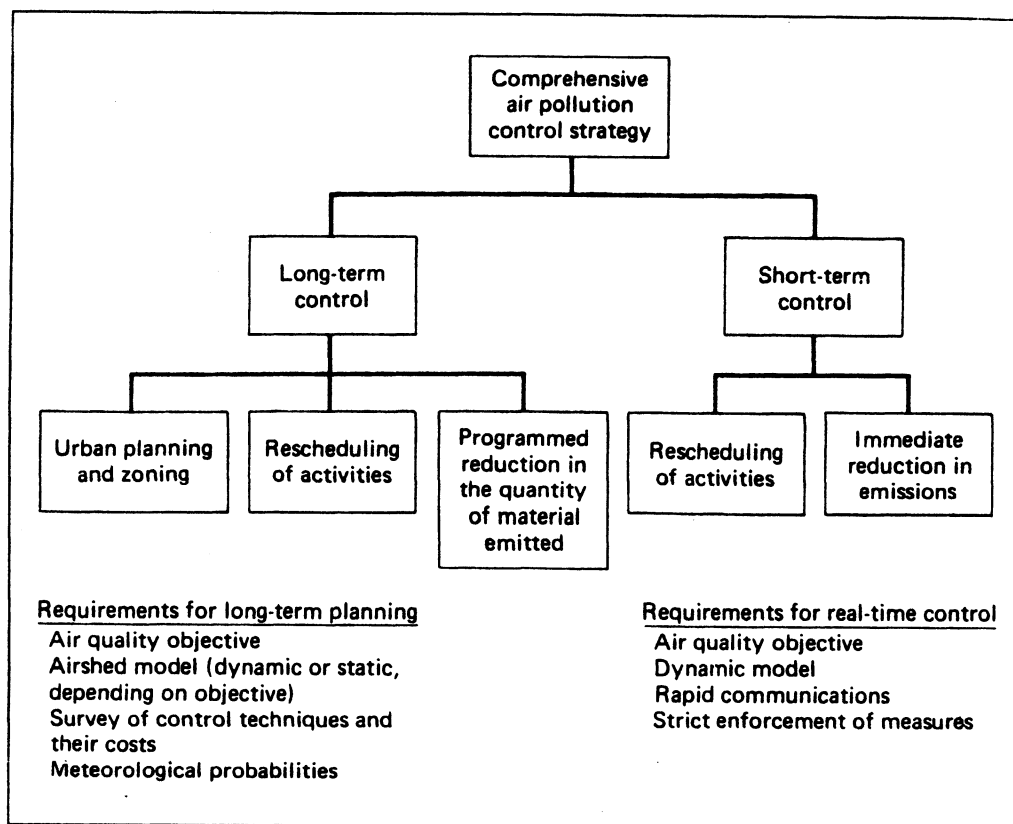 Comprehensive
air pollution
control strategy
Long-term
control
Short-term
control
Urban planning
and zoning
Rescheduling
of activities
Programmed
reduction in
the quantity
of material
emitted
Rescheduling
of activities
Immediate
reduction in
emissions
Requirements for long-term planning
Air quality objective
Airshed model (dynamic or static,
depending on objective)
Survey of control techniques and
their costs
Meteorological probabilities
Requirements for real-time control
Air quality objective
Dynamic model
Rapid communications
Strict enforcement of measures